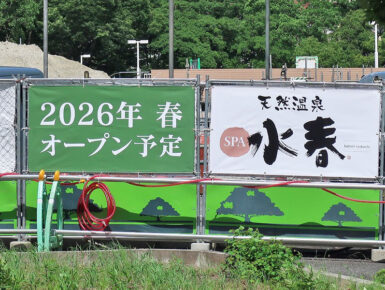 2026年 春
オープン予定
天然温泉
SPA
水春